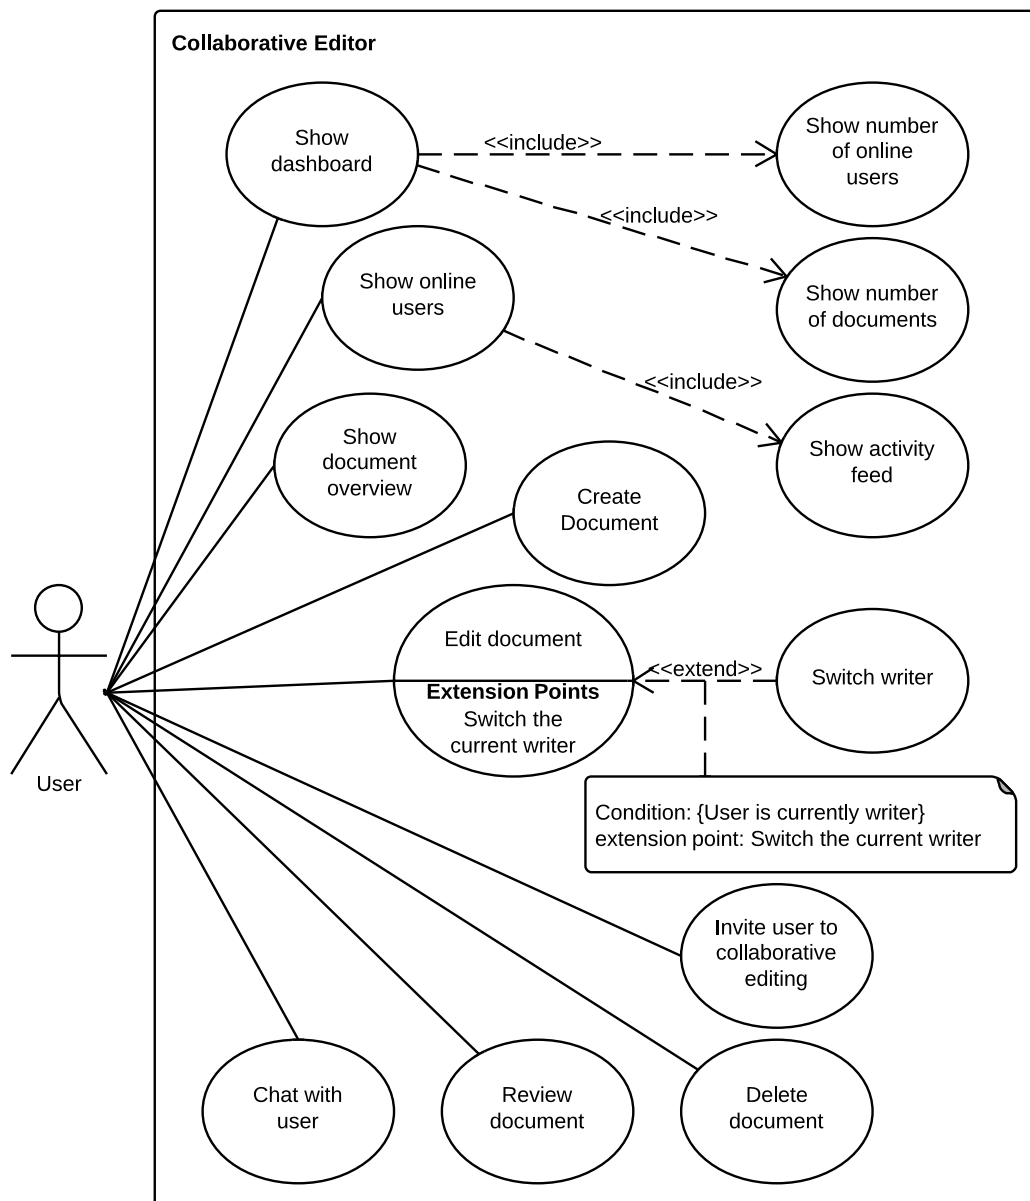 Collaborative Editor
Show
dashboard
<<include>>
Show number
of online
users
<<include>>
Show online
users
Show number
of documents
<<include>>
Show
document
overview
Show activity
feed
Create
Document
Edit document
Extension Points
Switch the
current writer
<<extend>>
Switch writer
User
Condition: {User is currently writer}
extension point: Switch the current writer
Invite user to
collaborative
editing
Chat with
user
Review
document
Delete
document